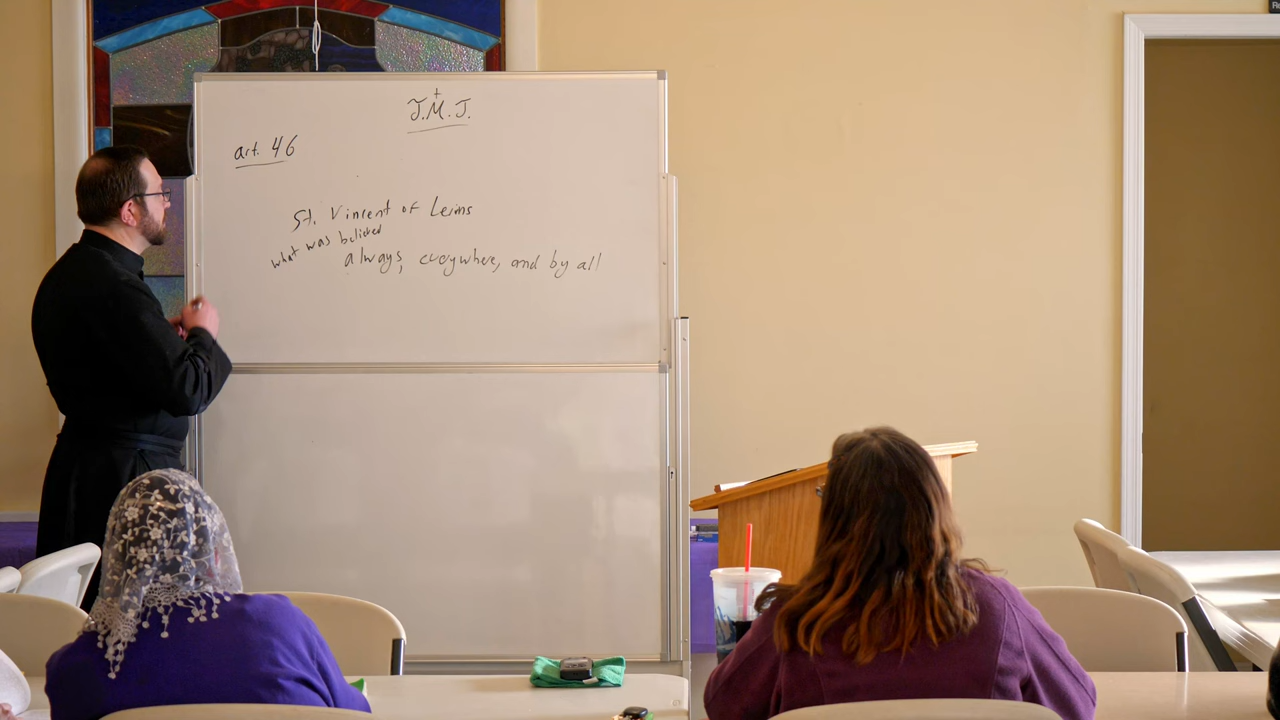 J.M.J.
art. 46
St. Vincent of Lerins
what was believed
always, everywhere, and by all